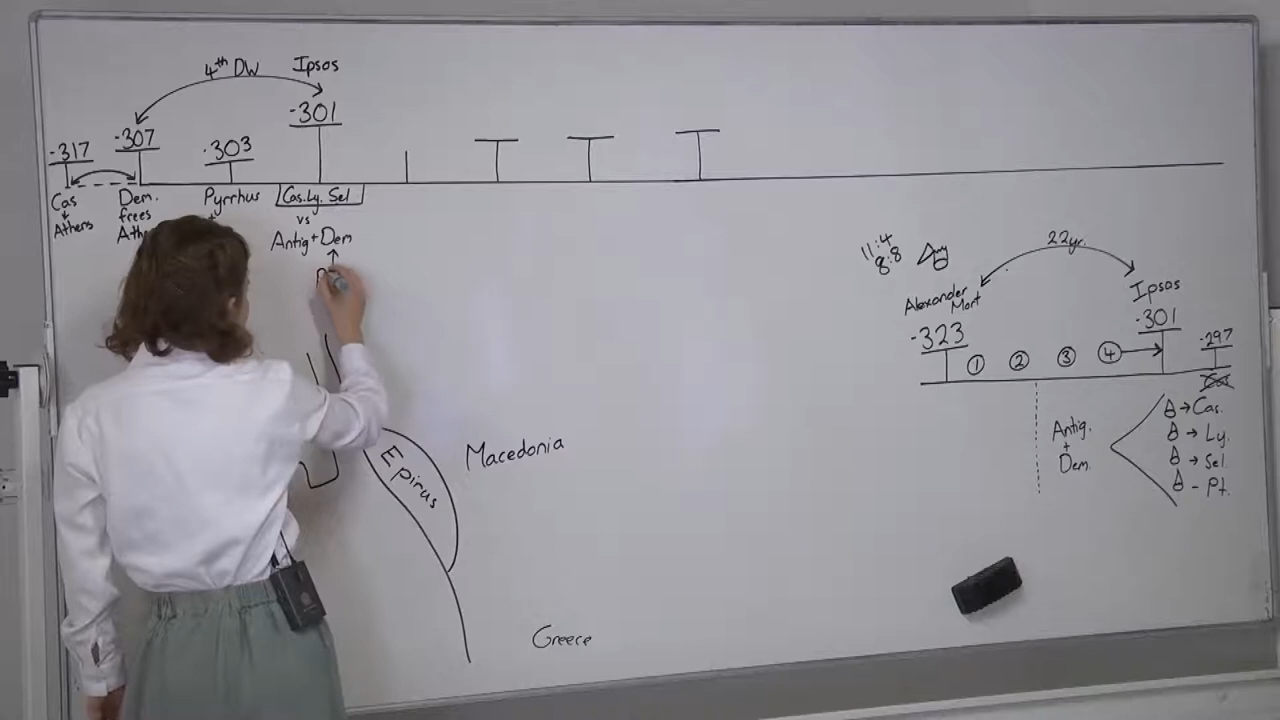 4th DW
Ipsos
-317
-307
-303
-301
Cas
Athens
Dem.
frees
Ath
Pyrrhus
+
Cas. Ly. Sel
vs
Antig + Dem
Epirus
Macedonia
Greece
11:4
8:8
22yr.
Alexander
Mort
Ipsos
-323
-301
-297
① ② ③ ④
Antig.
+
Dem.
→ Cas.
→ Ly.
→ Sel.
- Pt.